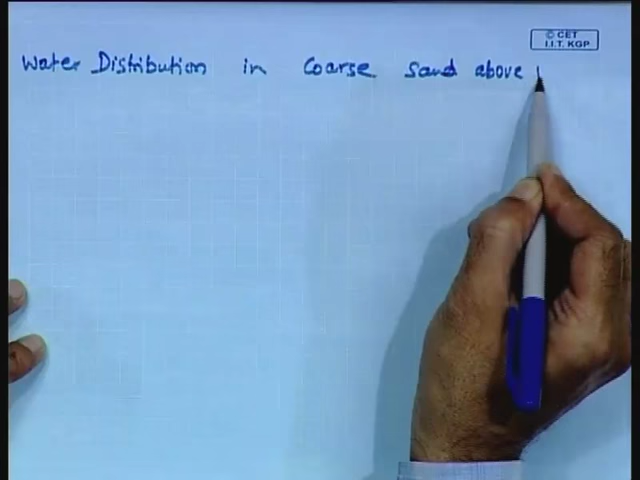 © CET
I.I.T. KGP
Water Distribution in Coarse Sand above